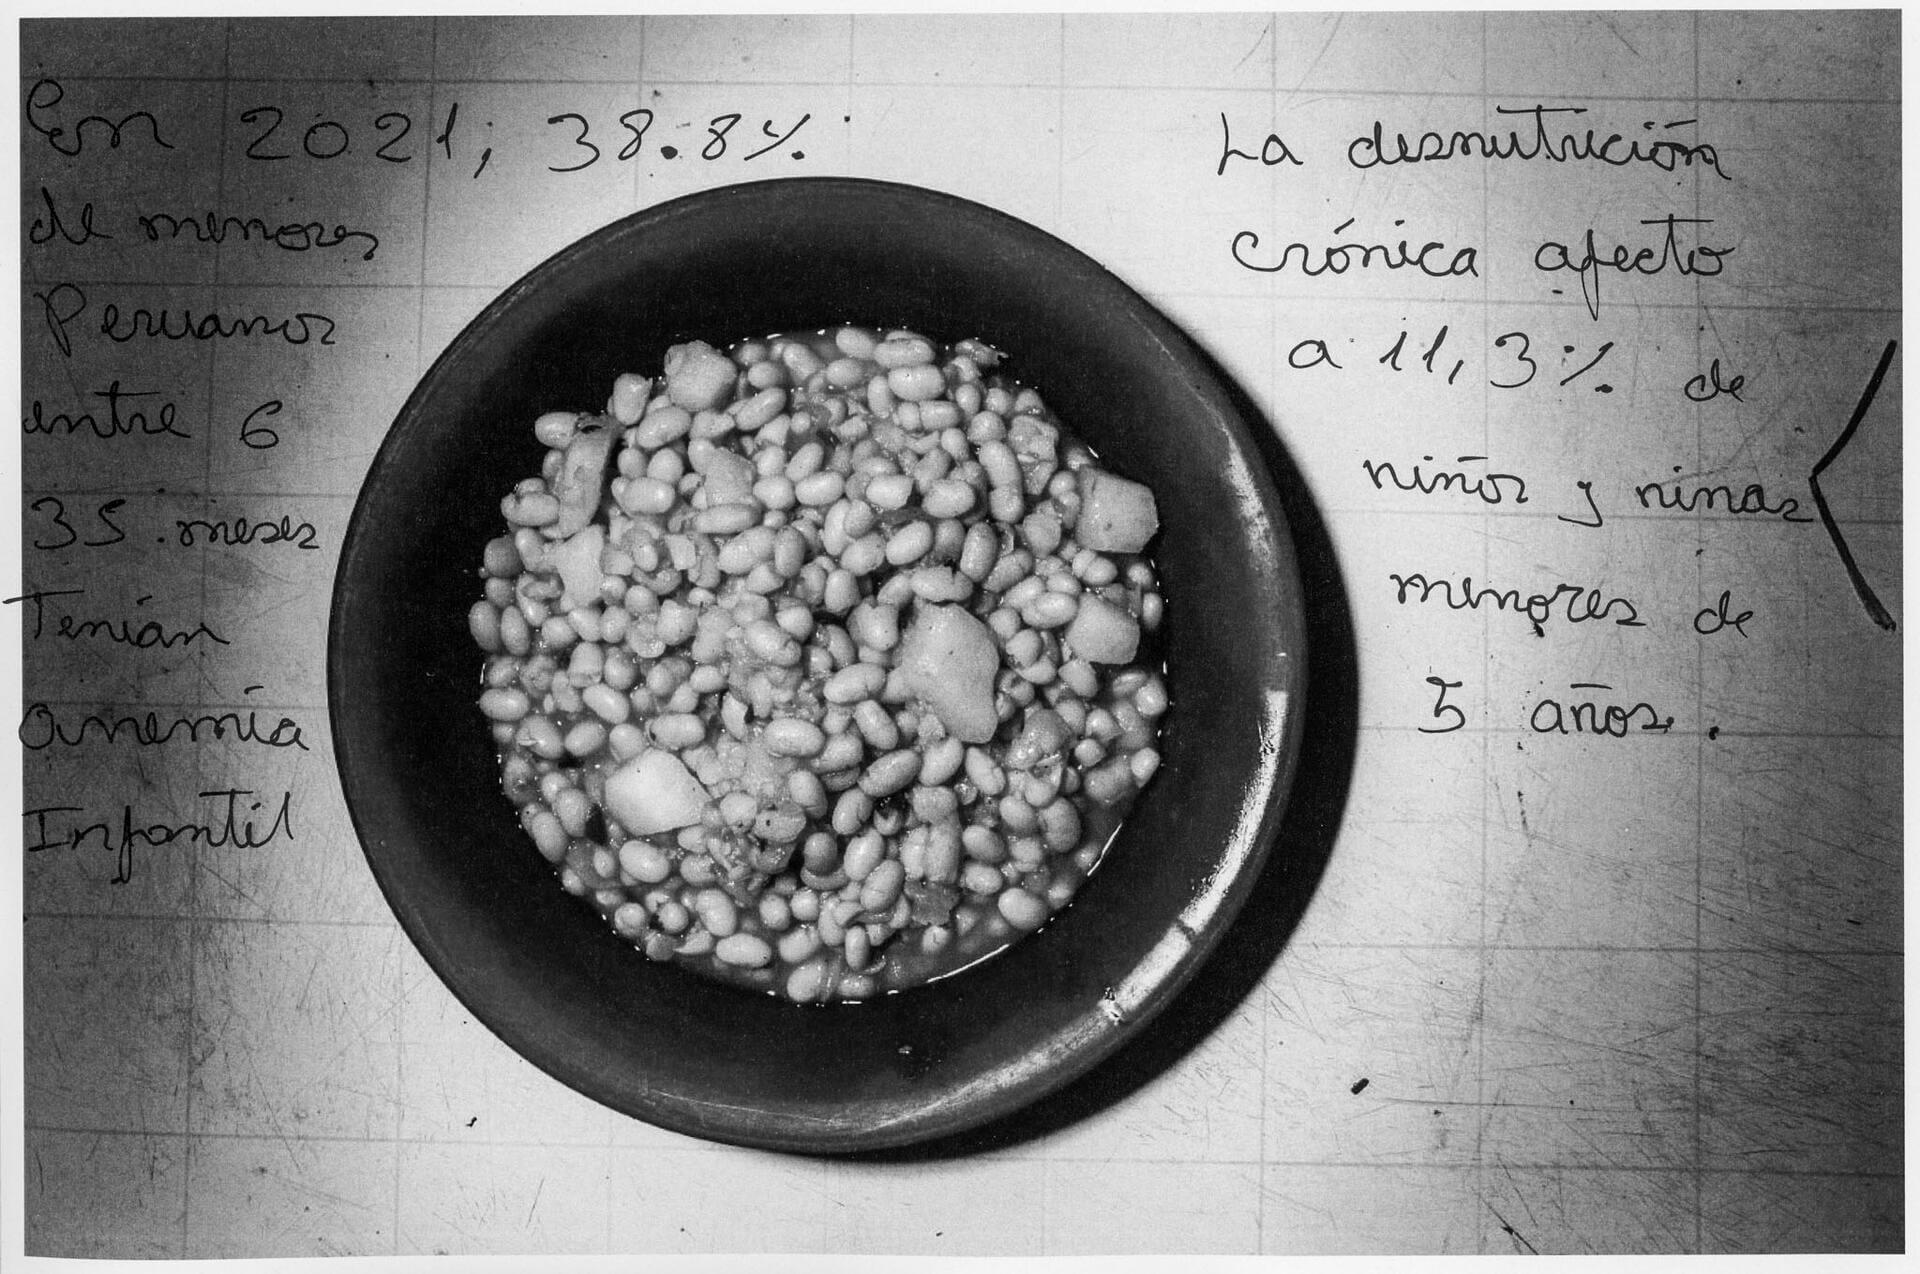 En 2021, 38.8%
de menores
Peruanos
entre 6
35 meses
Tenían
anemía
Infantil
La desnutrición
crónica afecto
a 11,3% de
niños y ninas
menores de
5 años.